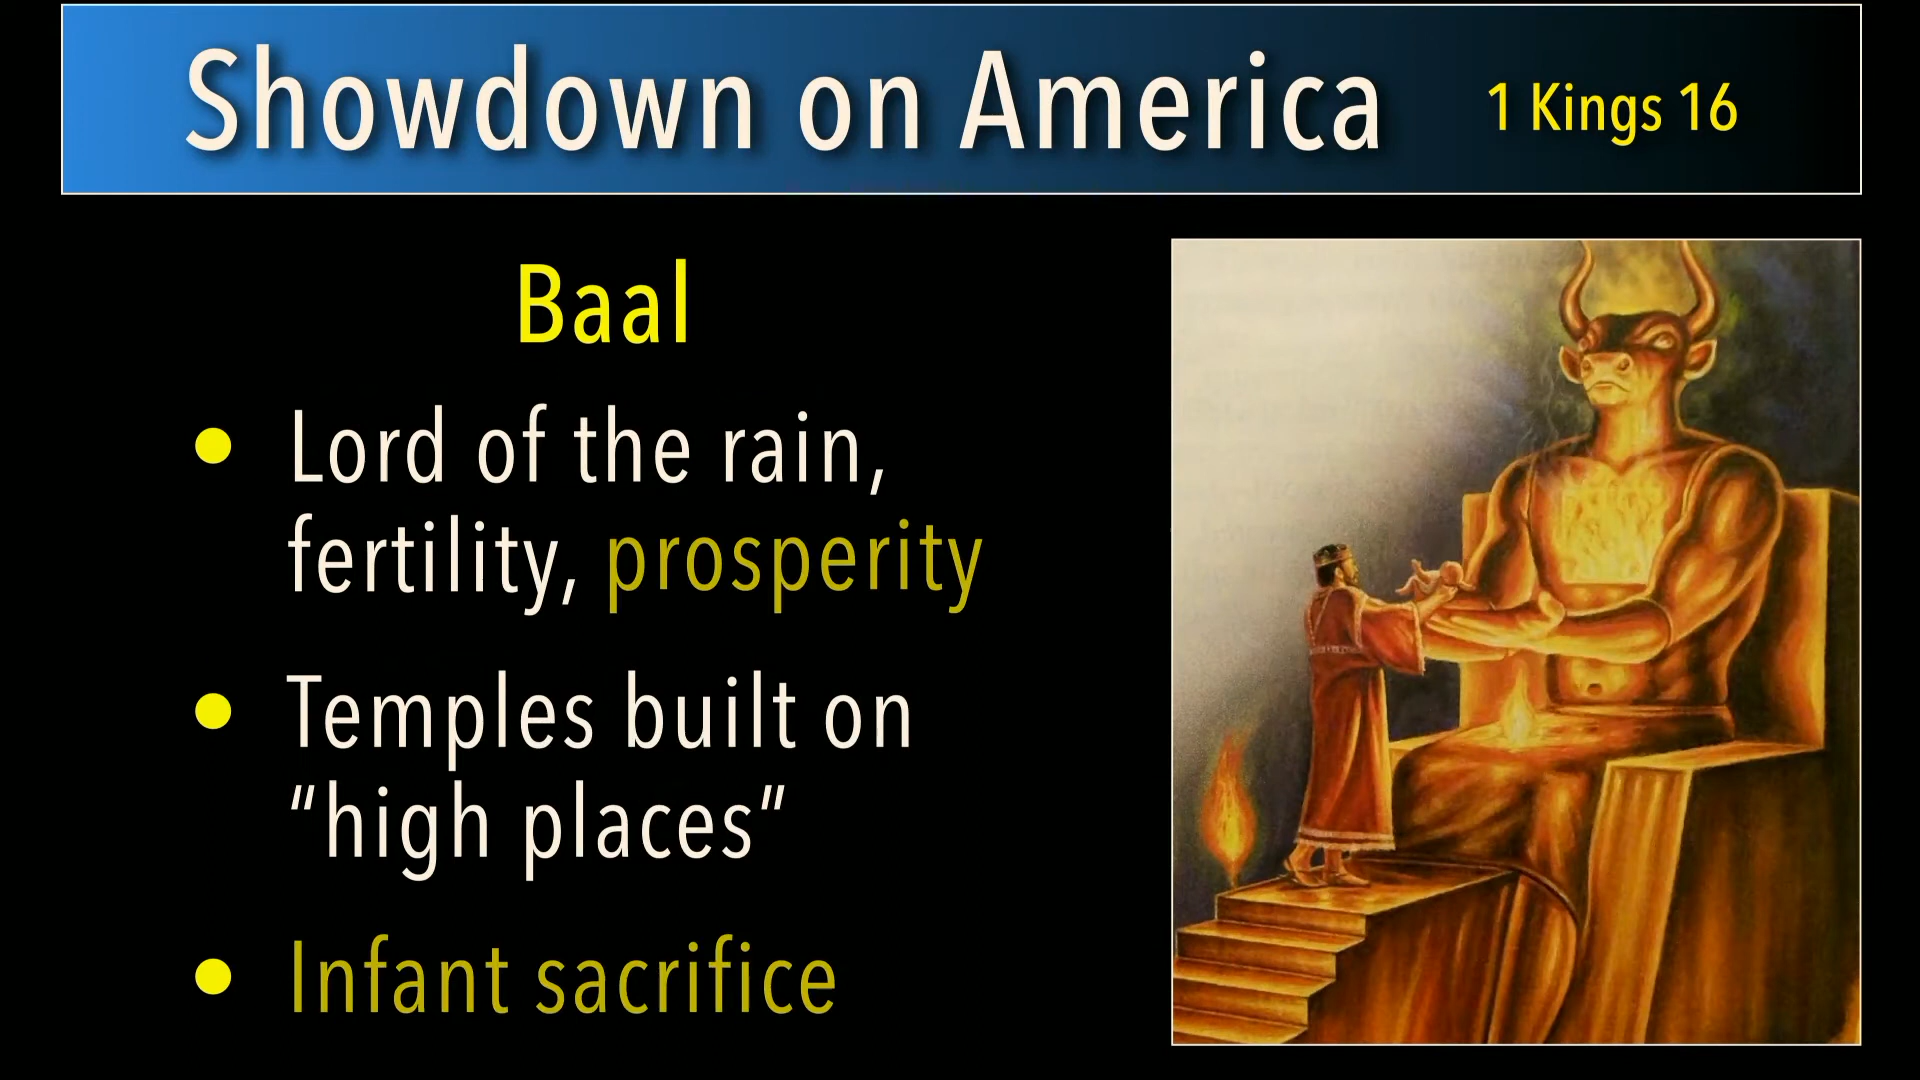 Showdown on America 1 Kings 16
Baal
• Lord of the rain,
fertility, prosperity
• Temples built on
“high places“
• Infant sacrifice